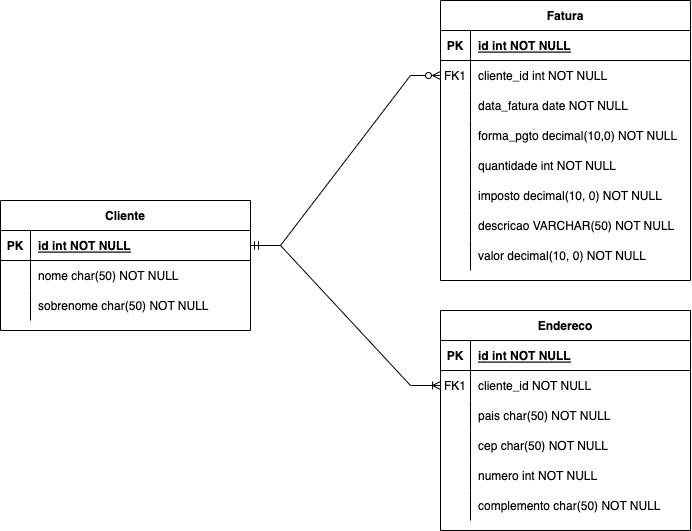 Fatura
PK id int NOT NULL
FK1 cliente_id int NOT NULL
data_fatura date NOT NULL
forma_pgto decimal(10,0) NOT NULL
quantidade int NOT NULL
imposto decimal(10, 0) NOT NULL
descricao VARCHAR(50) NOT NULL
valor decimal(10, 0) NOT NULL
Cliente
PK id int NOT NULL
nome char(50) NOT NULL
sobrenome char(50) NOT NULL
Endereco
PK id int NOT NULL
FK1 cliente_id NOT NULL
pais char(50) NOT NULL
cep char(50) NOT NULL
numero int NOT NULL
complemento char(50) NOT NULL